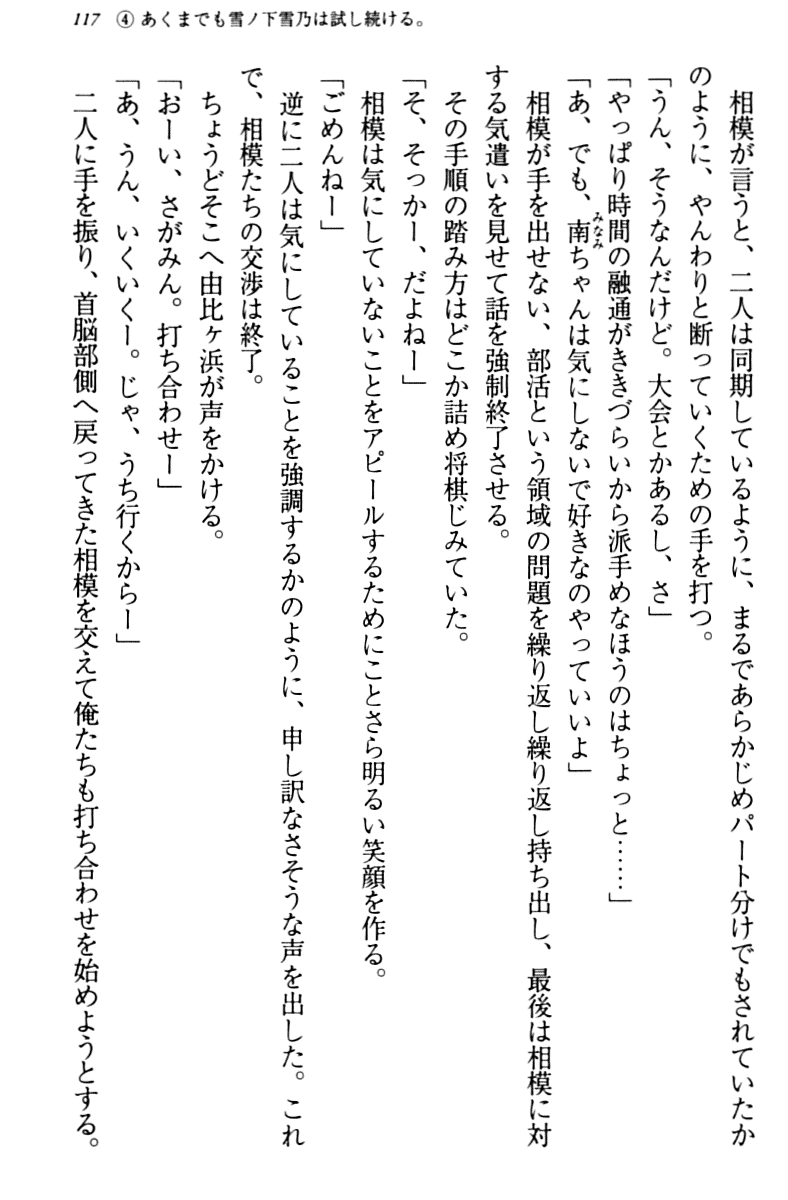 117 ④ あくまでも雪ノ下雪乃は試し続ける。
相模が言うと、二人は同期しているように、まるであらかじめパート分けでもされていたか
のように、やんわりと断っていくための手を打つ。
「うん、そうなんだけど。大会とかあるし、さ」
「やっぱり時間の融通がききづらいから派手めなほうのはちょっと……」
「あ、でも、南ちゃんは気にしないで好きなのやっていいよ」
みなみ
相模が手を出せない、部活という領域の問題を繰り返し繰り返し持ち出し、最後は相模に対
する気遣いを見せて話を強制終了させる。
その手順の踏み方はどこか詰め将棋じみていた。
「そ、そっかー、だよねー」
相模は気にしていないことをアピールするためにことさら明るい笑顔を作る。
「ごめんねー」
逆に二人は気にしていることを強調するかのように、申し訳なさそうな声を出した。これ
で、相模たちの交渉は終了。
ちょうどそこへ由比ヶ浜が声をかける。
「おーい、さがみん。打ち合わせー」
「あ、うん、いくいくー。じゃ、うち行くからー」
二人に手を振り、首脳部側へ戻ってきた相模を交えて俺たちも打ち合わせを始めようとする。